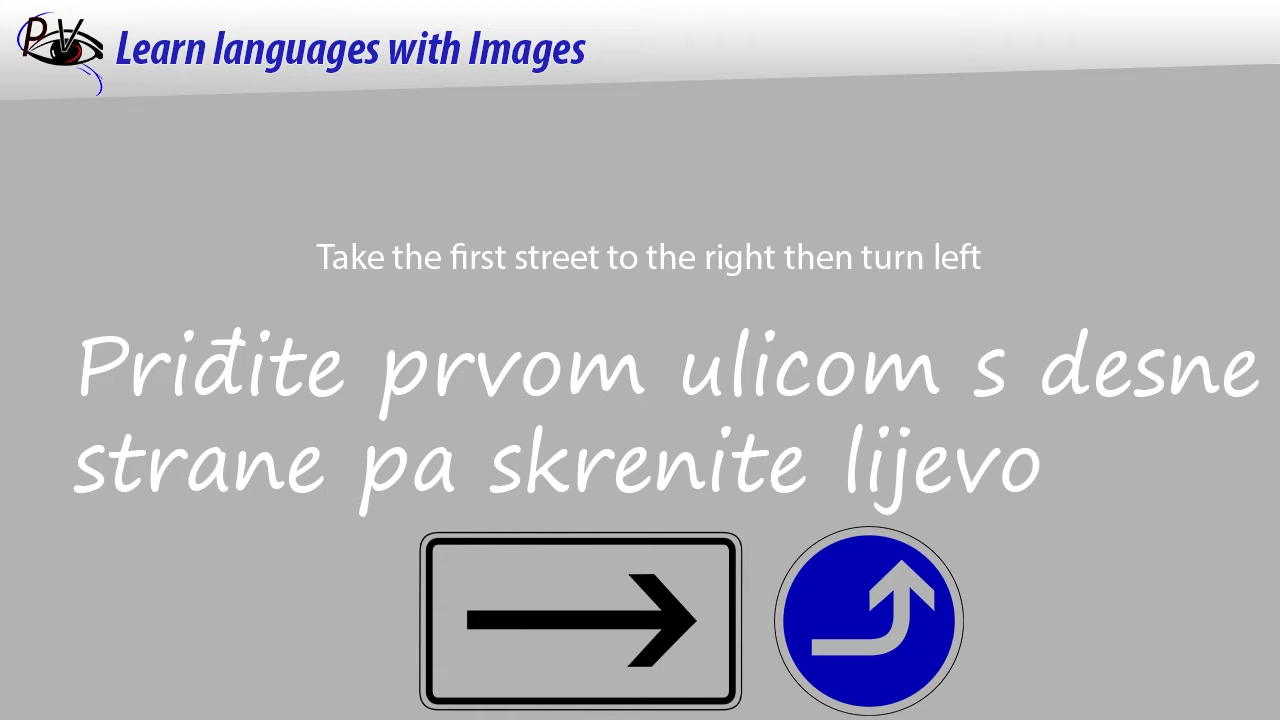 PV
Learn languages with Images
Take the first street to the right then turn left
Priđite prvom ulicom s desne
strane pa skrenite lijevo